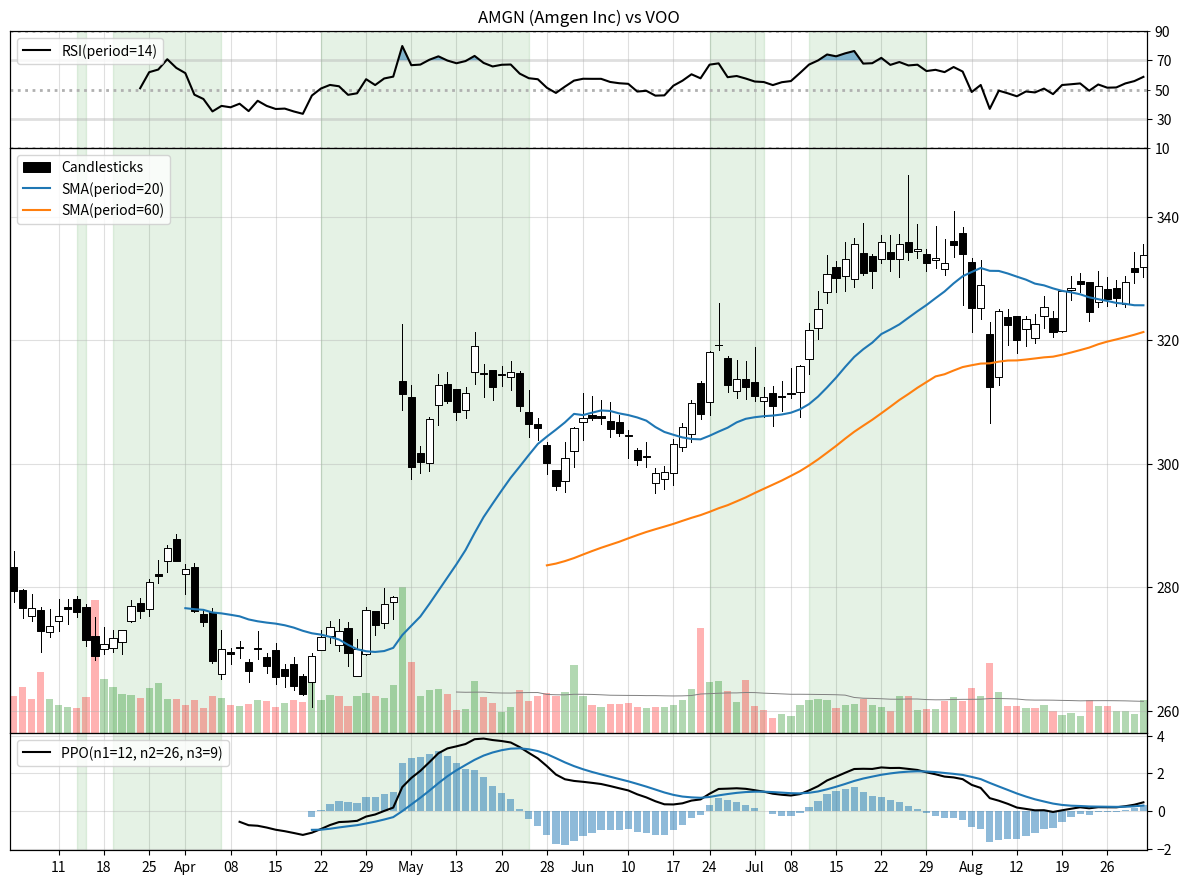 AMGN (Amgen Inc) vs VOO
RSI(period=14)
90
70
50
30
10
Candlesticks
SMA(period=20)
SMA(period=60)
340
320
300
280
260
PPO(n1=12, n2=26, n3=9)
4
2
0
−2
11 18 25 Apr 08 15 22 29 May 13 20 28 Jun 10 17 24 Jul 08 15 22 29 Aug 12 19 26